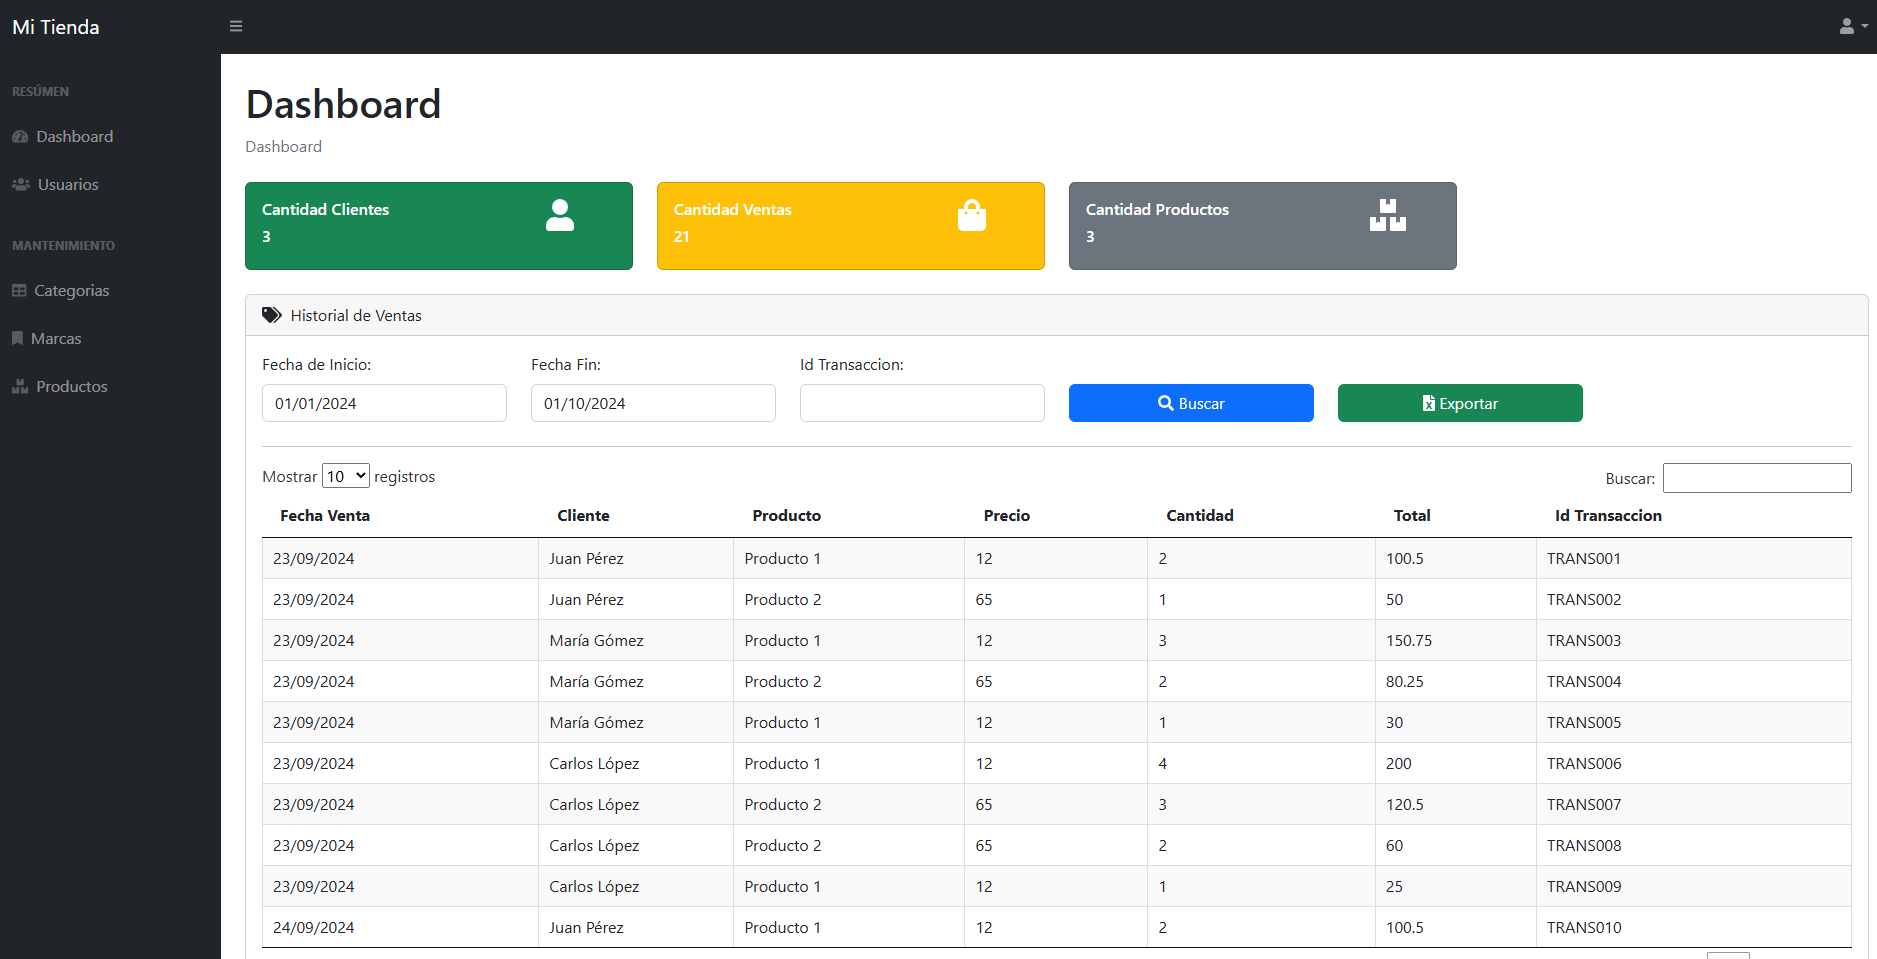 Mi Tienda
RESÚMEN
Dashboard
Usuarios
MANTENIMIENTO
Categorias
Marcas
Productos
Dashboard
Dashboard
Cantidad Clientes
3
Cantidad Ventas
21
Cantidad Productos
3
Historial de Ventas
Fecha de Inicio: Fecha Fin: Id Transaccion:
01/01/2024 01/10/2024 Buscar Exportar
Mostrar 10 registros Buscar:
Fecha Venta Cliente Producto Precio Cantidad Total Id Transaccion
23/09/2024 Juan Pérez Producto 1 12 2 100.5 TRANS001
23/09/2024 Juan Pérez Producto 2 65 1 50 TRANS002
23/09/2024 María Gómez Producto 1 12 3 150.75 TRANS003
23/09/2024 María Gómez Producto 2 65 2 80.25 TRANS004
23/09/2024 María Gómez Producto 1 12 1 30 TRANS005
23/09/2024 Carlos López Producto 1 12 4 200 TRANS006
23/09/2024 Carlos López Producto 2 65 3 120.5 TRANS007
23/09/2024 Carlos López Producto 2 65 2 60 TRANS008
23/09/2024 Carlos López Producto 1 12 1 25 TRANS009
24/09/2024 Juan Pérez Producto 1 12 2 100.5 TRANS010